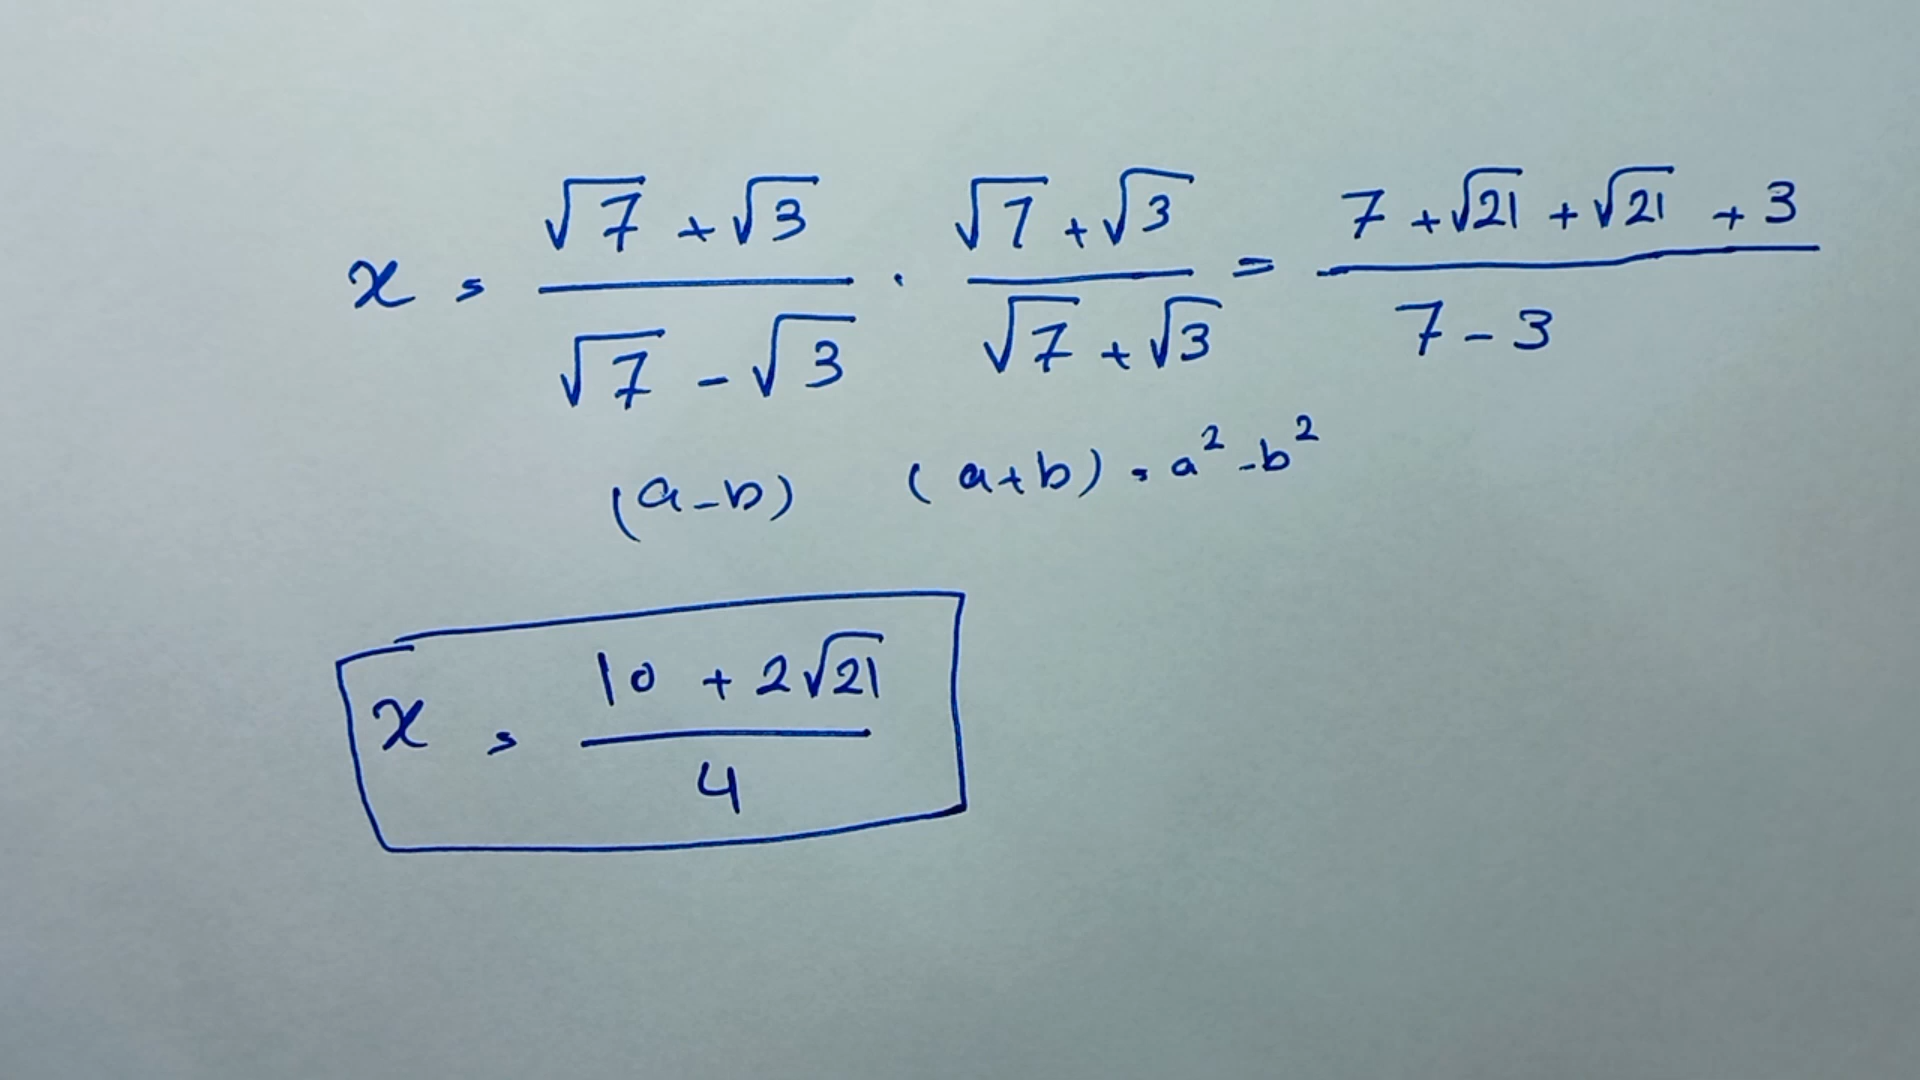 x = (√7 + √3)/(√7 - √3) · (√7 + √3)/(√7 + √3) = (7 + √21 + √21 + 3)/(7 - 3)
(a - b) (a + b) = a² - b²
x = (10 + 2√21)/4